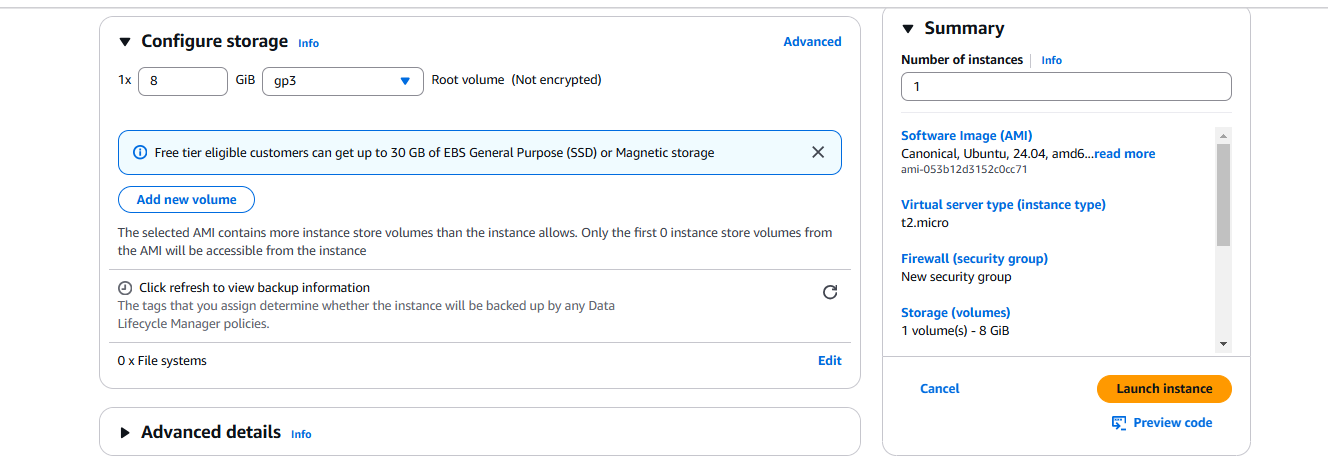 Configure storage Info
Advanced
1x 8 GiB gp3 Root volume (Not encrypted)
Free tier eligible customers can get up to 30 GB of EBS General Purpose (SSD) or Magnetic storage
Add new volume
The selected AMI contains more instance store volumes than the instance allows. Only the first 0 instance store volumes from
the AMI will be accessible from the instance
Click refresh to view backup information
The tags that you assign determine whether the instance will be backed up by any Data
Lifecycle Manager policies.
0 x File systems
Edit
Advanced details Info
Summary
Number of instances Info
1
Software Image (AMI)
Canonical, Ubuntu, 24.04, amd6...read more
ami-053b12d3152c0cc71
Virtual server type (instance type)
t2.micro
Firewall (security group)
New security group
Storage (volumes)
1 volume(s) - 8 GiB
Cancel
Launch instance
Preview code